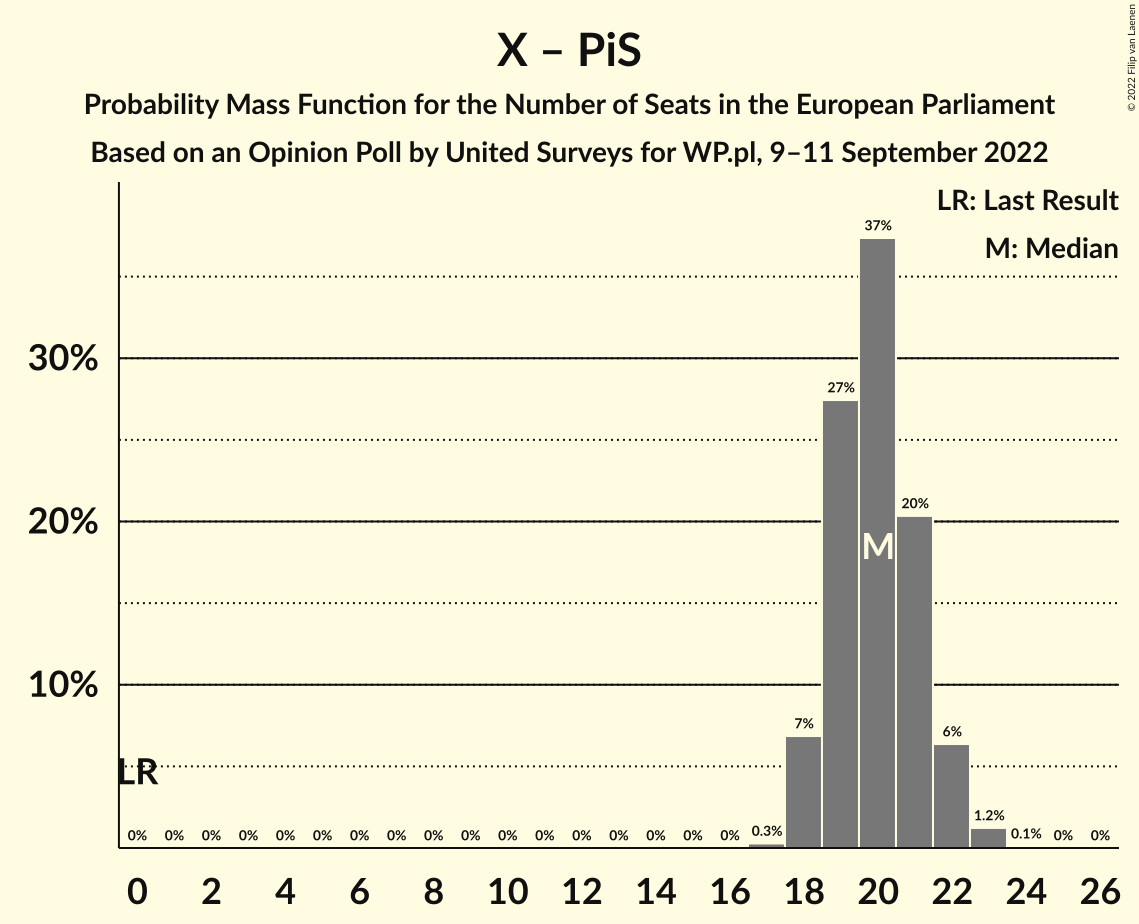 X – PiS
Probability Mass Function for the Number of Seats in the European Parliament
Based on an Opinion Poll by United Surveys for WP.pl, 9–11 September 2022
© 2022 Filip van Laenen
LR: Last Result
M: Median
30%
20%
10%
LR
M
0% 0% 0% 0% 0% 0% 0% 0% 0% 0% 0% 0% 0% 0% 0% 0% 0% 0.3% 7% 27% 37% 20% 6% 1.2% 0.1% 0% 0%
0 2 4 6 8 10 12 14 16 18 20 22 24 26